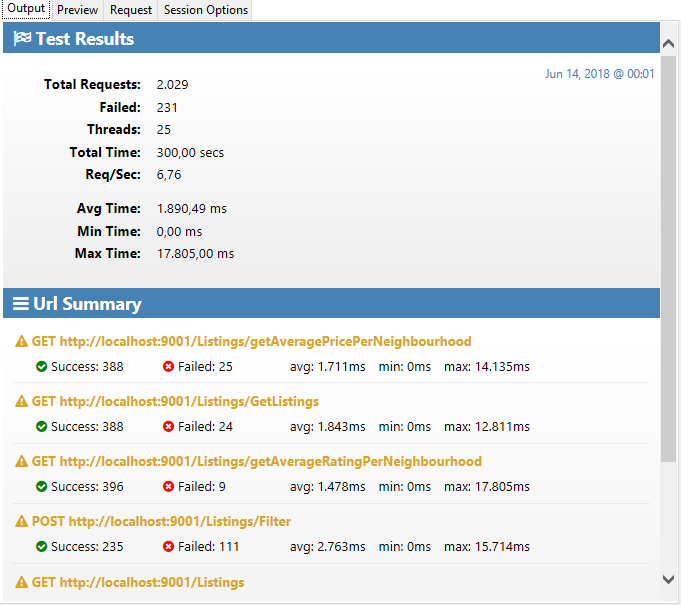 Output Preview Request Session Options
Test Results
Jun 14, 2018 @ 00:01
Total Requests: 2.029
Failed: 231
Threads: 25
Total Time: 300,00 secs
Req/Sec: 6,76
Avg Time: 1.890,49 ms
Min Time: 0,00 ms
Max Time: 17.805,00 ms
Url Summary
GET http://localhost:9001/Listings/getAveragePricePerNeighbourhood
Success: 388 Failed: 25 avg: 1.711ms min: 0ms max: 14.135ms
GET http://localhost:9001/Listings/GetListings
Success: 388 Failed: 24 avg: 1.843ms min: 0ms max: 12.811ms
GET http://localhost:9001/Listings/getAverageRatingPerNeighbourhood
Success: 396 Failed: 9 avg: 1.478ms min: 0ms max: 17.805ms
POST http://localhost:9001/Listings/Filter
Success: 235 Failed: 111 avg: 2.763ms min: 0ms max: 15.714ms
GET http://localhost:9001/Listings